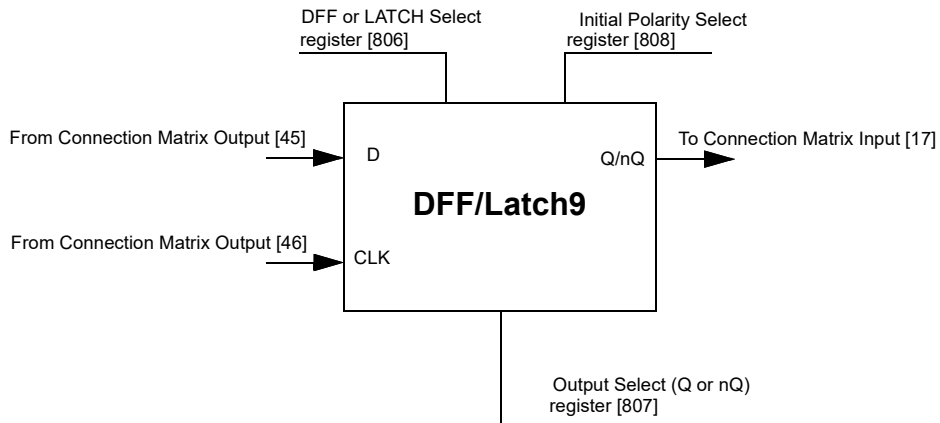 DFF or LATCH Select
register [806]
Initial Polarity Select
register [808]
From Connection Matrix Output [45]
D
Q/nQ
To Connection Matrix Input [17]
DFF/Latch9
From Connection Matrix Output [46]
CLK
Output Select (Q or nQ)
register [807]